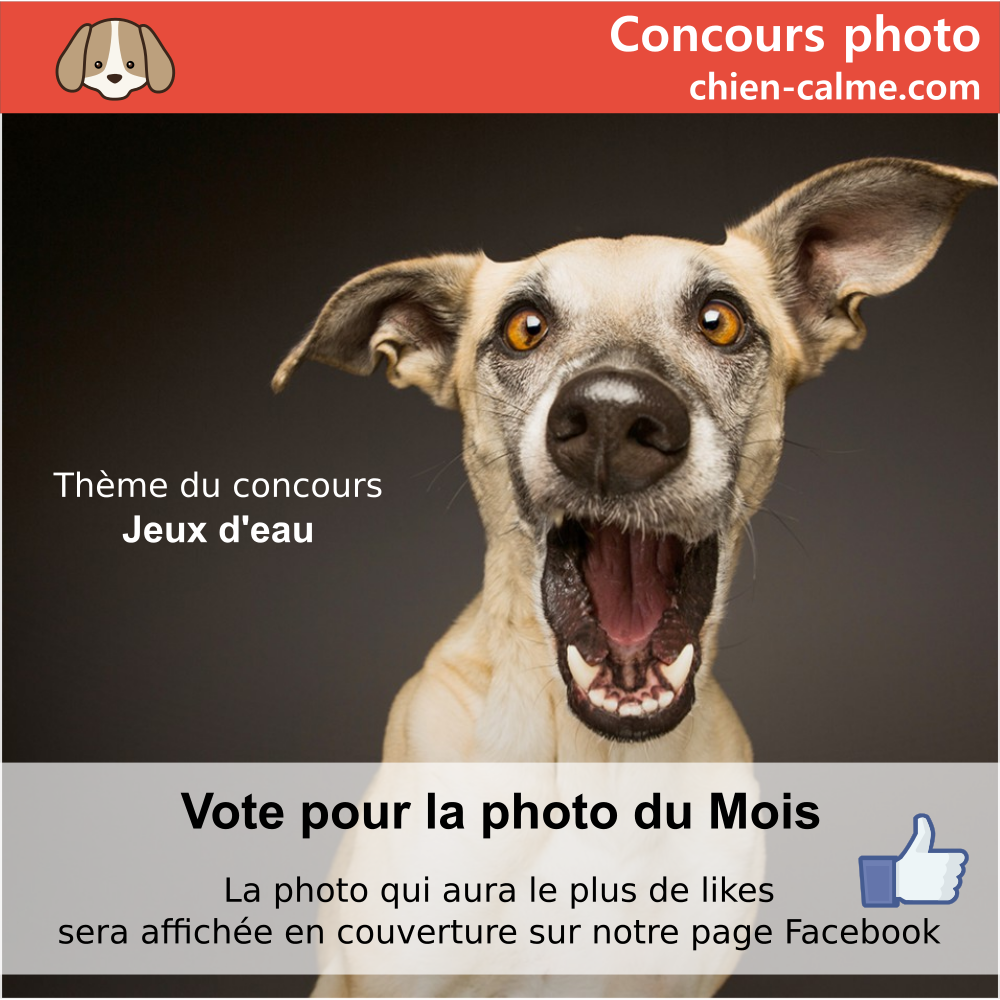 Concours photo
chien-calme.com
Thème du concours
Jeux d'eau
Vote pour la photo du Mois
La photo qui aura le plus de likes
sera affichée en couverture sur notre page Facebook